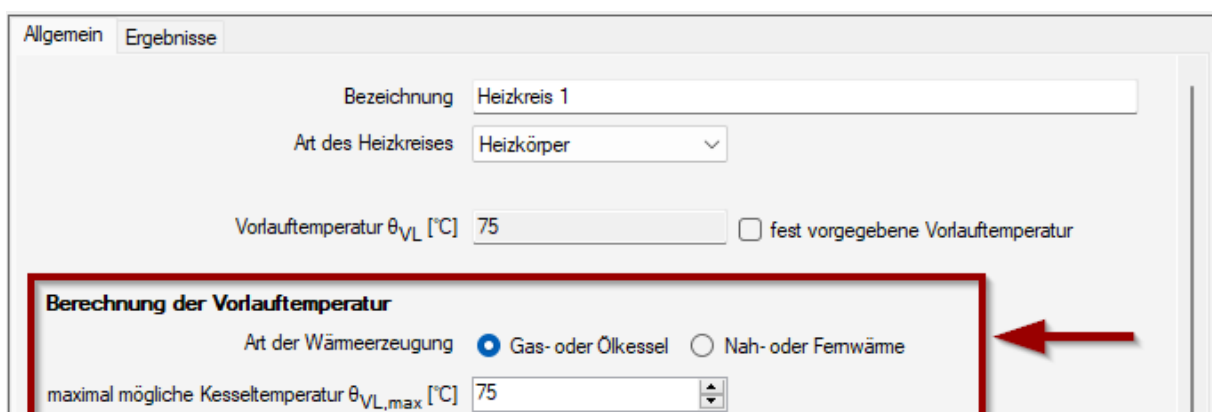 Allgemein Ergebnisse
Bezeichnung Heizkreis 1
Art des Heizkreises Heizkörper
Vorlauftemperatur θVL [°C] 75 fest vorgegebene Vorlauftemperatur
Berechnung der Vorlauftemperatur
Art der Wärmeerzeugung Gas- oder Ölkessel Nah- oder Fernwärme
maximal mögliche Kesseltemperatur θVL,max [°C] 75